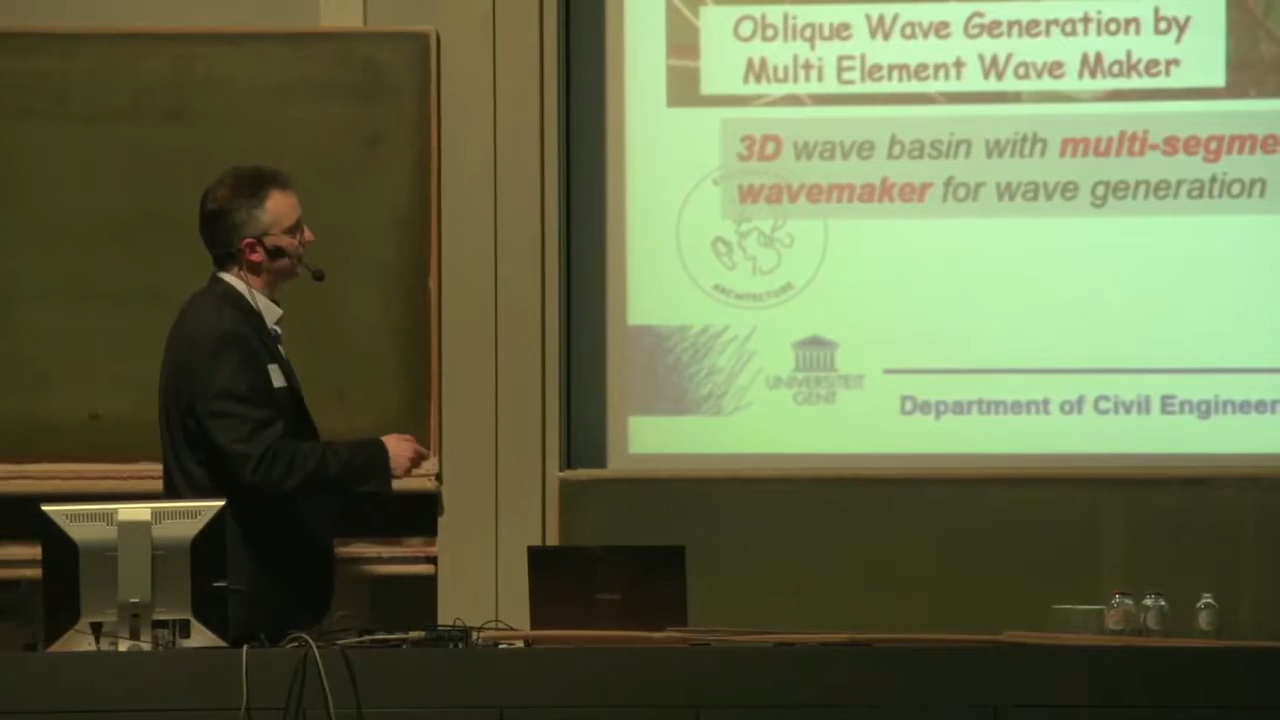 Oblique Wave Generation by
Multi Element Wave Maker
3D wave basin with multi-segme
wavemaker for wave generation
ARCHITECTURE
UNIVERSITEIT
GENT
Department of Civil Engineer